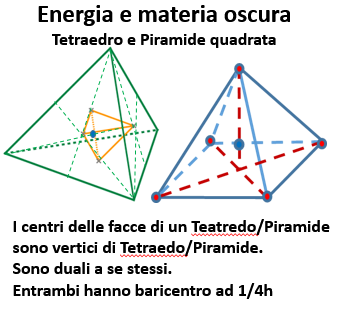 Energia e materia oscura
Tetraedro e Piramide quadrata
I centri delle facce di un Teatredo/Piramide
sono vertici di Tetraedo/Piramide.
Sono duali a se stessi.
Entrambi hanno baricentro ad 1/4h